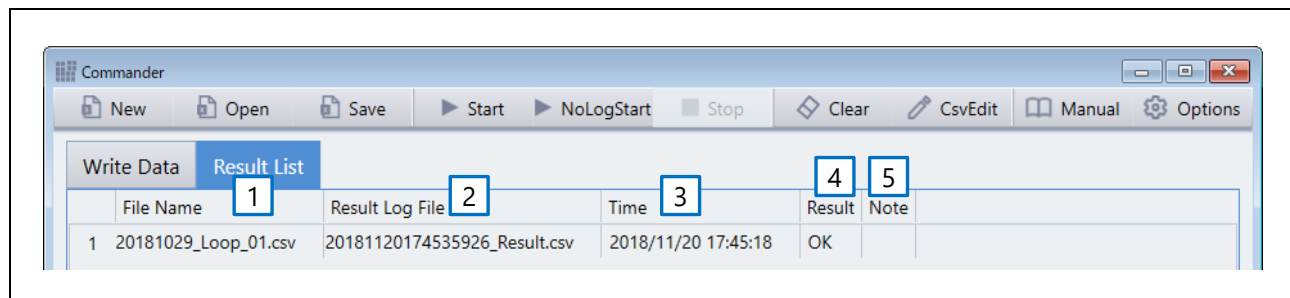 Commander
New Open Save Start NoLogStart Stop Clear CsvEdit Manual Options
Write Data Result List
1 2 3 4 5
File Name Result Log File Time Result Note
1 20181029_Loop_01.csv 20181120174535926_Result.csv 2018/11/20 17:45:18 OK